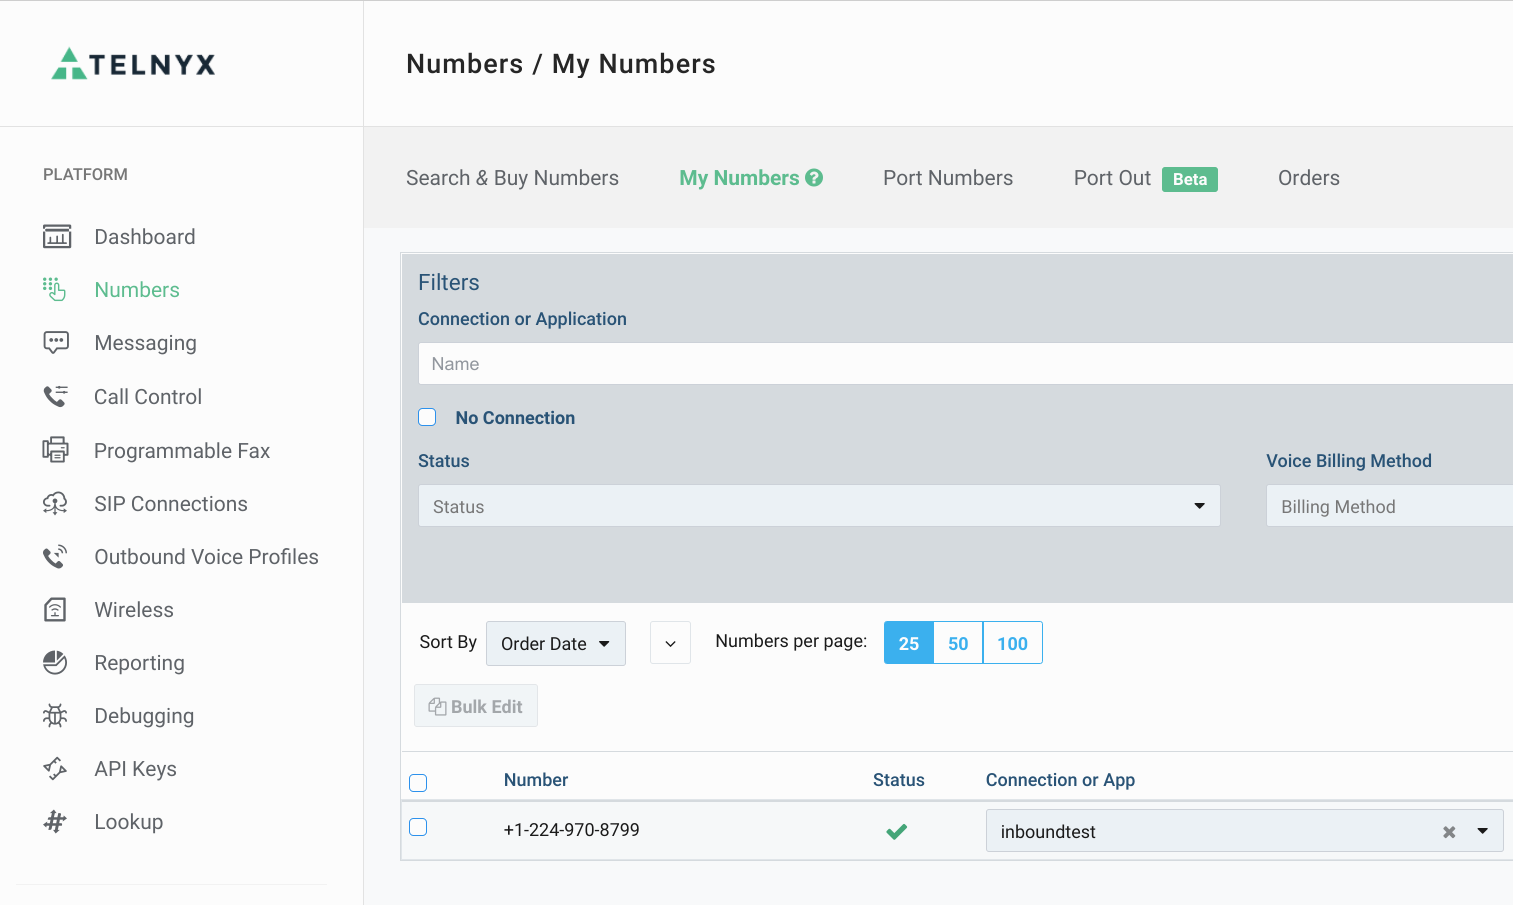 TELNYX
Numbers / My Numbers
PLATFORM
Dashboard
Numbers
Messaging
Call Control
Programmable Fax
SIP Connections
Outbound Voice Profiles
Wireless
Reporting
Debugging
API Keys
Lookup
Search & Buy Numbers My Numbers ? Port Numbers Port Out Beta Orders
Filters
Connection or Application
Name
No Connection
Status Voice Billing Method
Status Billing Method
Sort By Order Date Numbers per page: 25 50 100
Bulk Edit
Number Status Connection or App
+1-224-970-8799 inboundtest